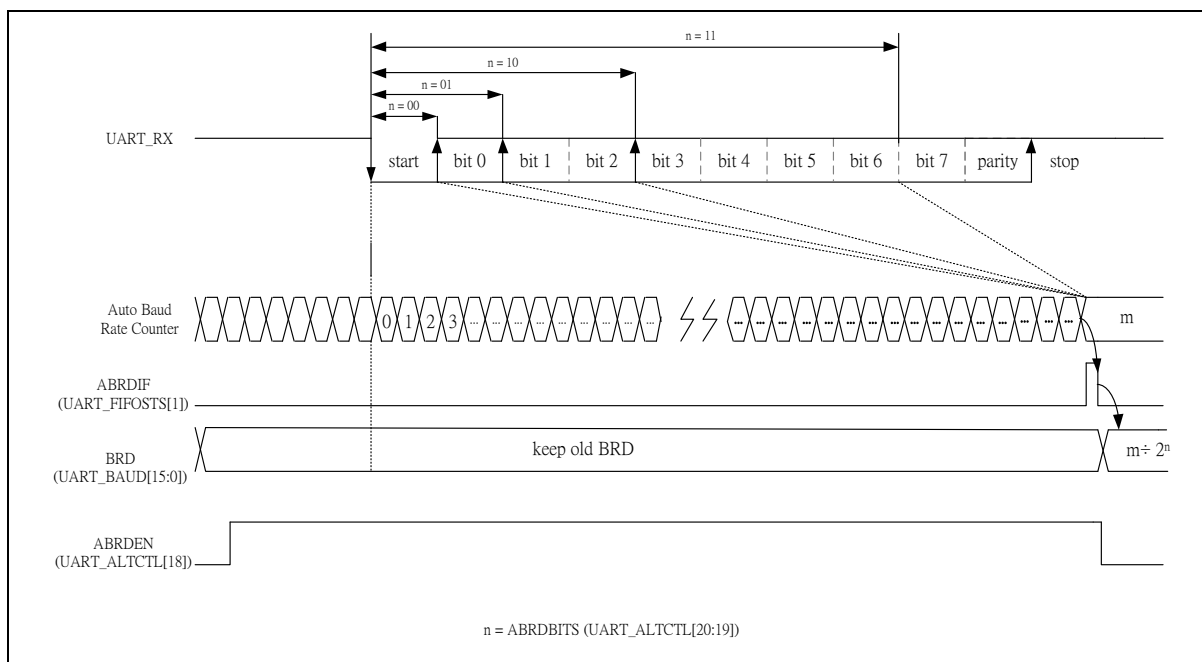 n = 11
n = 10
n = 01
n = 00
UART_RX
start bit 0 bit 1 bit 2 bit 3 bit 4 bit 5 bit 6 bit 7 parity stop
Auto Baud
Rate Counter
0 1 2 3 ... ... ... ... ... ... ... ... ... ... ... ... ... ... ... ... ... ... ... ... ... ... m
ABRDIF
(UART_FIFOSTS[1])
BRD
(UART_BAUD[15:0])
keep old BRD
m÷ 2ⁿ
ABRDEN
(UART_ALTCTL[18])
n = ABRDBITS (UART_ALTCTL[20:19])